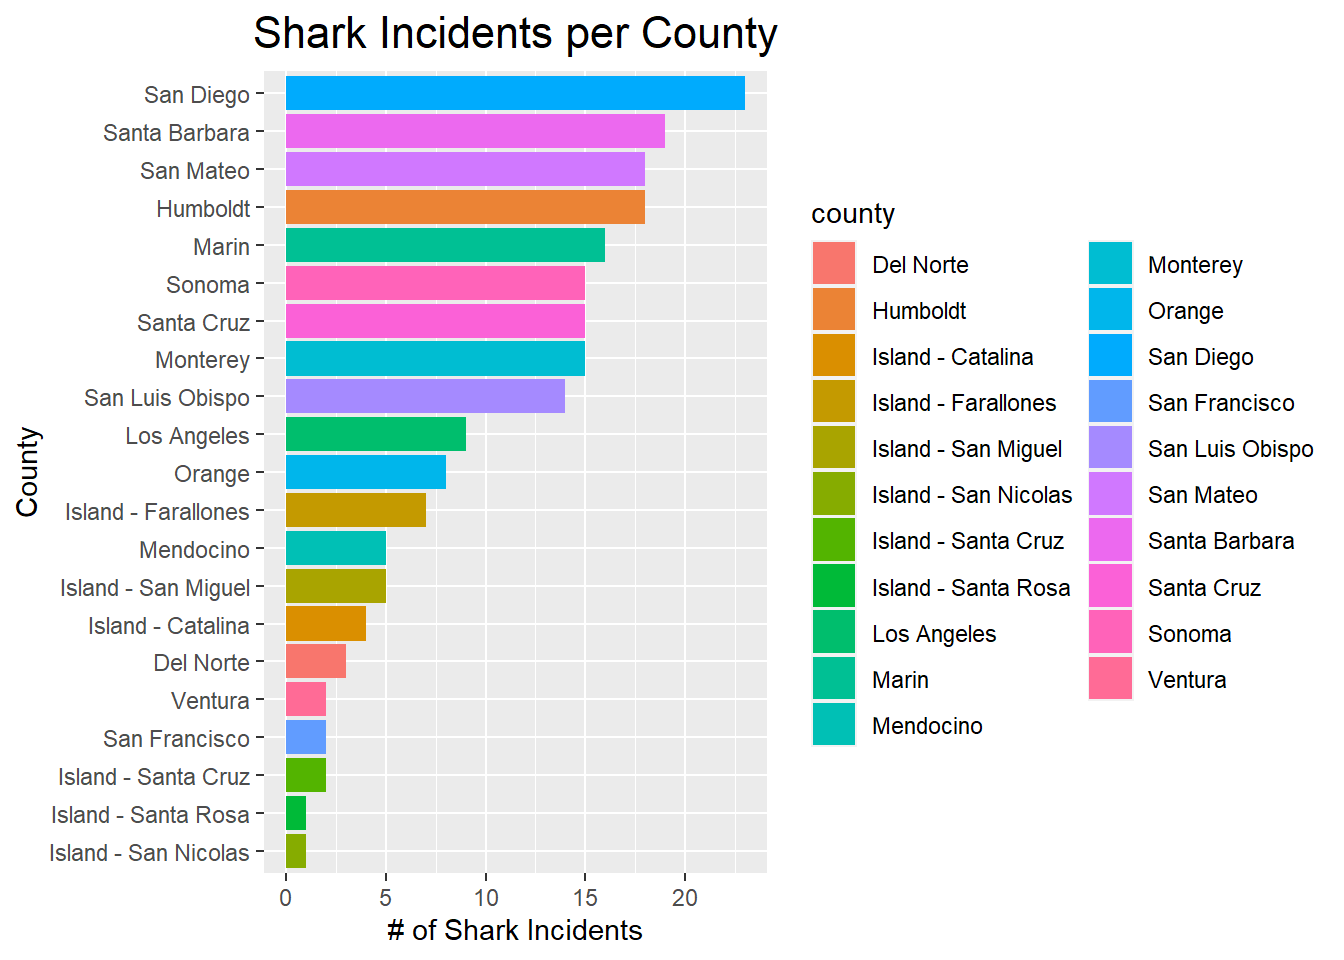 Shark Incidents per County
County
San Diego
Santa Barbara
San Mateo
Humboldt
Marin
Sonoma
Santa Cruz
Monterey
San Luis Obispo
Los Angeles
Orange
Island - Farallones
Mendocino
Island - San Miguel
Island - Catalina
Del Norte
Ventura
San Francisco
Island - Santa Cruz
Island - Santa Rosa
Island - San Nicolas
0 5 10 15 20
# of Shark Incidents
county
Del Norte
Humboldt
Island - Catalina
Island - Farallones
Island - San Miguel
Island - San Nicolas
Island - Santa Cruz
Island - Santa Rosa
Los Angeles
Marin
Mendocino
Monterey
Orange
San Diego
San Francisco
San Luis Obispo
San Mateo
Santa Barbara
Santa Cruz
Sonoma
Ventura